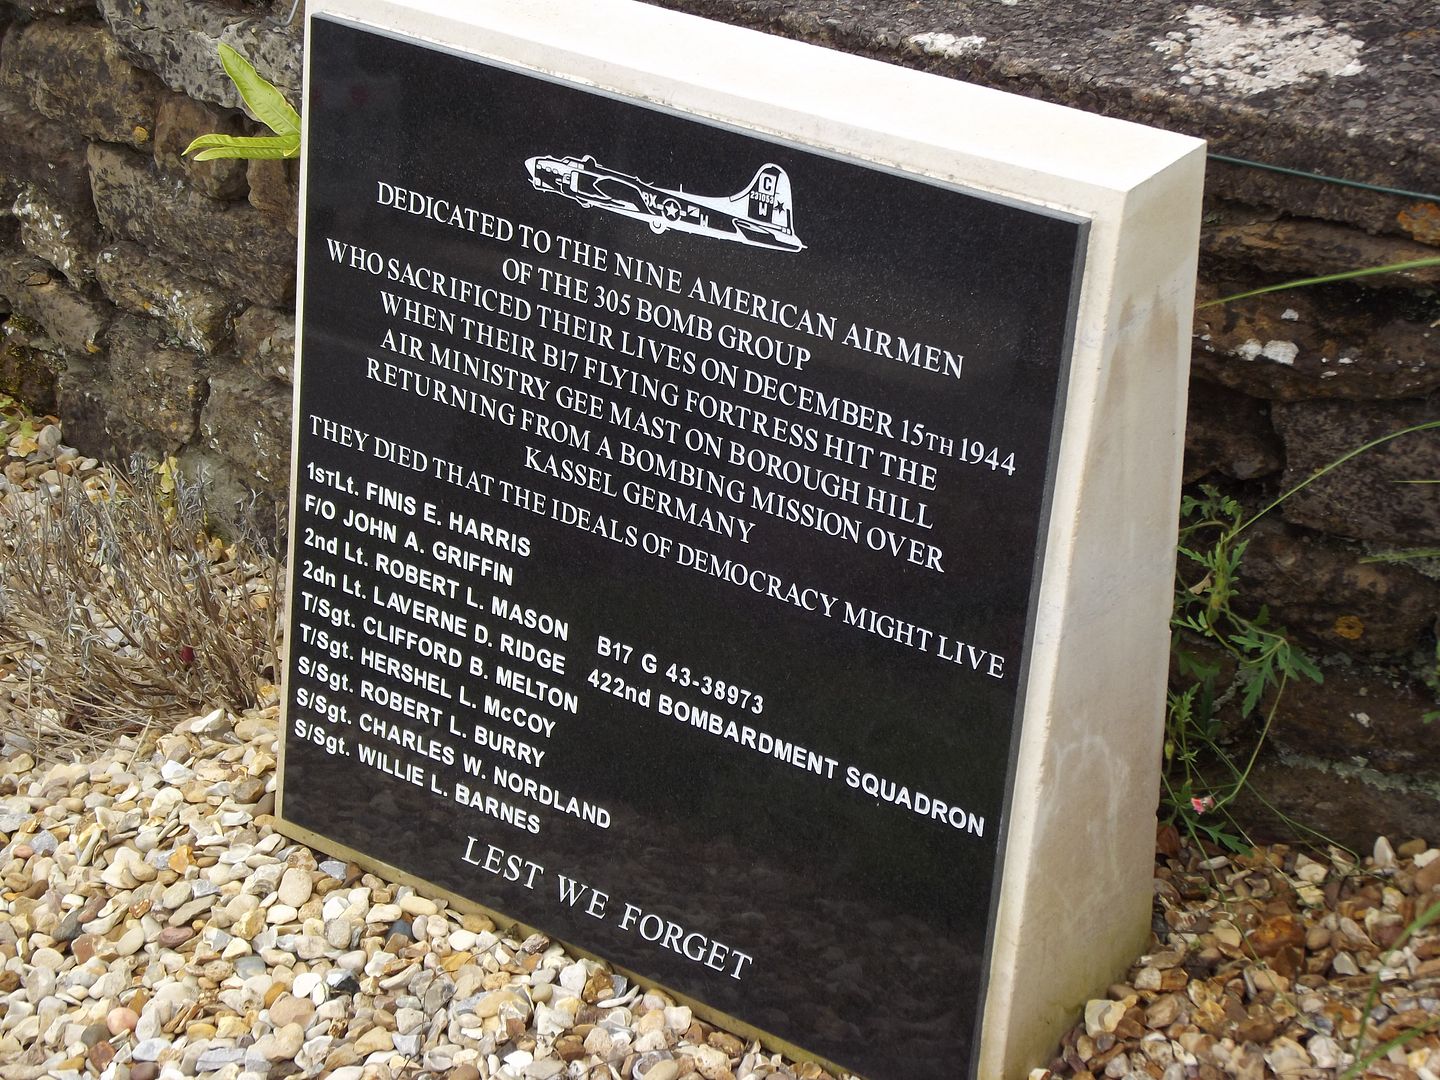 C
231053
W
BX H
DEDICATED TO THE NINE AMERICAN AIRMEN
OF THE 305 BOMB GROUP
WHO SACRIFICED THEIR LIVES ON DECEMBER 15TH 1944
WHEN THEIR B17 FLYING FORTRESS HIT THE
AIR MINISTRY GEE MAST ON BOROUGH HILL
RETURNING FROM A BOMBING MISSION OVER
KASSEL GERMANY
THEY DIED THAT THE IDEALS OF DEMOCRACY MIGHT LIVE
1STLt. FINIS E. HARRIS
F/O JOHN A. GRIFFIN
2nd Lt. ROBERT L. MASON
2dn Lt. LAVERNE D. RIDGE
T/Sgt. CLIFFORD B. MELTON
T/Sgt. HERSHEL L. McCOY
S/Sgt. ROBERT L. BURRY
S/Sgt. CHARLES W. NORDLAND
S/Sgt. WILLIE L. BARNES
B17 G 43-38973
422nd BOMBARDMENT SQUADRON
LEST WE FORGET